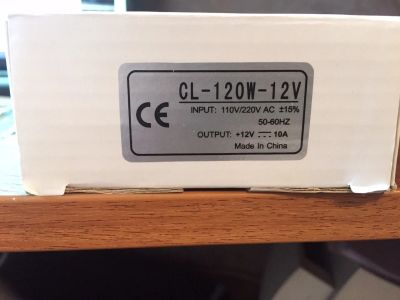 CE
CL-120W-12V
INPUT: 110V/220V AC ±15%
50-60HZ
OUTPUT: +12V ⎓ 10A
Made In China